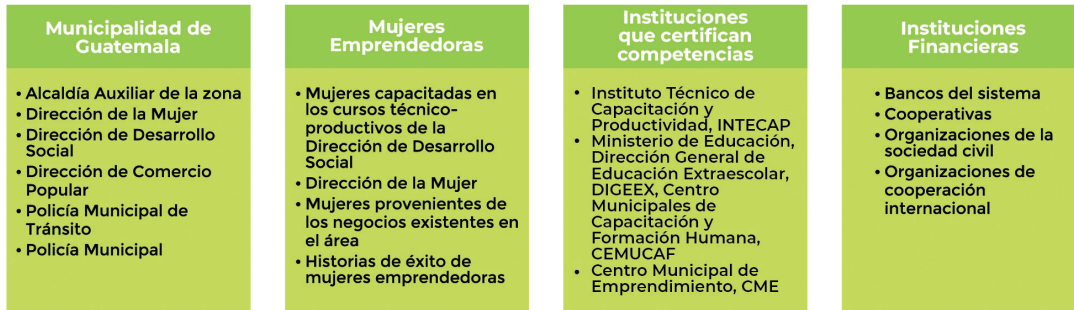 Municipalidad de
Guatemala
• Alcaldía Auxiliar de la zona
• Dirección de la Mujer
• Dirección de Desarrollo
Social
• Dirección de Comercio
Popular
• Policía Municipal de
Tránsito
• Policía Municipal
Mujeres
Emprendedoras
• Mujeres capacitadas en
los cursos técnico-
productivos de la
Dirección de Desarrollo
Social
• Dirección de la Mujer
• Mujeres provenientes de
los negocios existentes en
el área
• Historias de éxito de
mujeres emprendedoras
Instituciones
que certifican
competencias
• Instituto Técnico de
Capacitación y
Productividad, INTECAP
• Ministerio de Educación,
Dirección General de
Educación Extraescolar,
DIGEEX, Centro
Municipales de
Capacitación y
Formación Humana,
CEMUCAF
• Centro Municipal de
Emprendimiento, CME
Instituciones
Financieras
• Bancos del sistema
• Cooperativas
• Organizaciones de la
sociedad civil
• Organizaciones de
cooperación
internacional